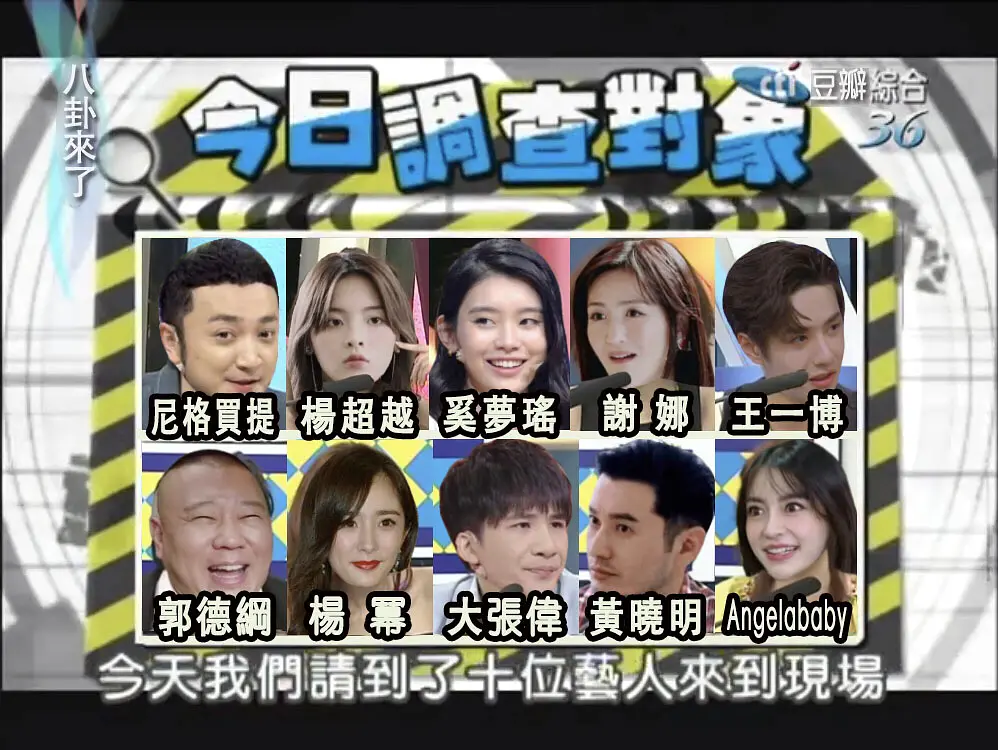 八卦來了
今日調查對象
cti 豆瓣綜合
36
尼格買提 楊超越 奚夢瑤 謝娜 王一博
郭德綱 楊冪 大張偉 黃曉明 Angelababy
今天我們請到了十位藝人來到現場